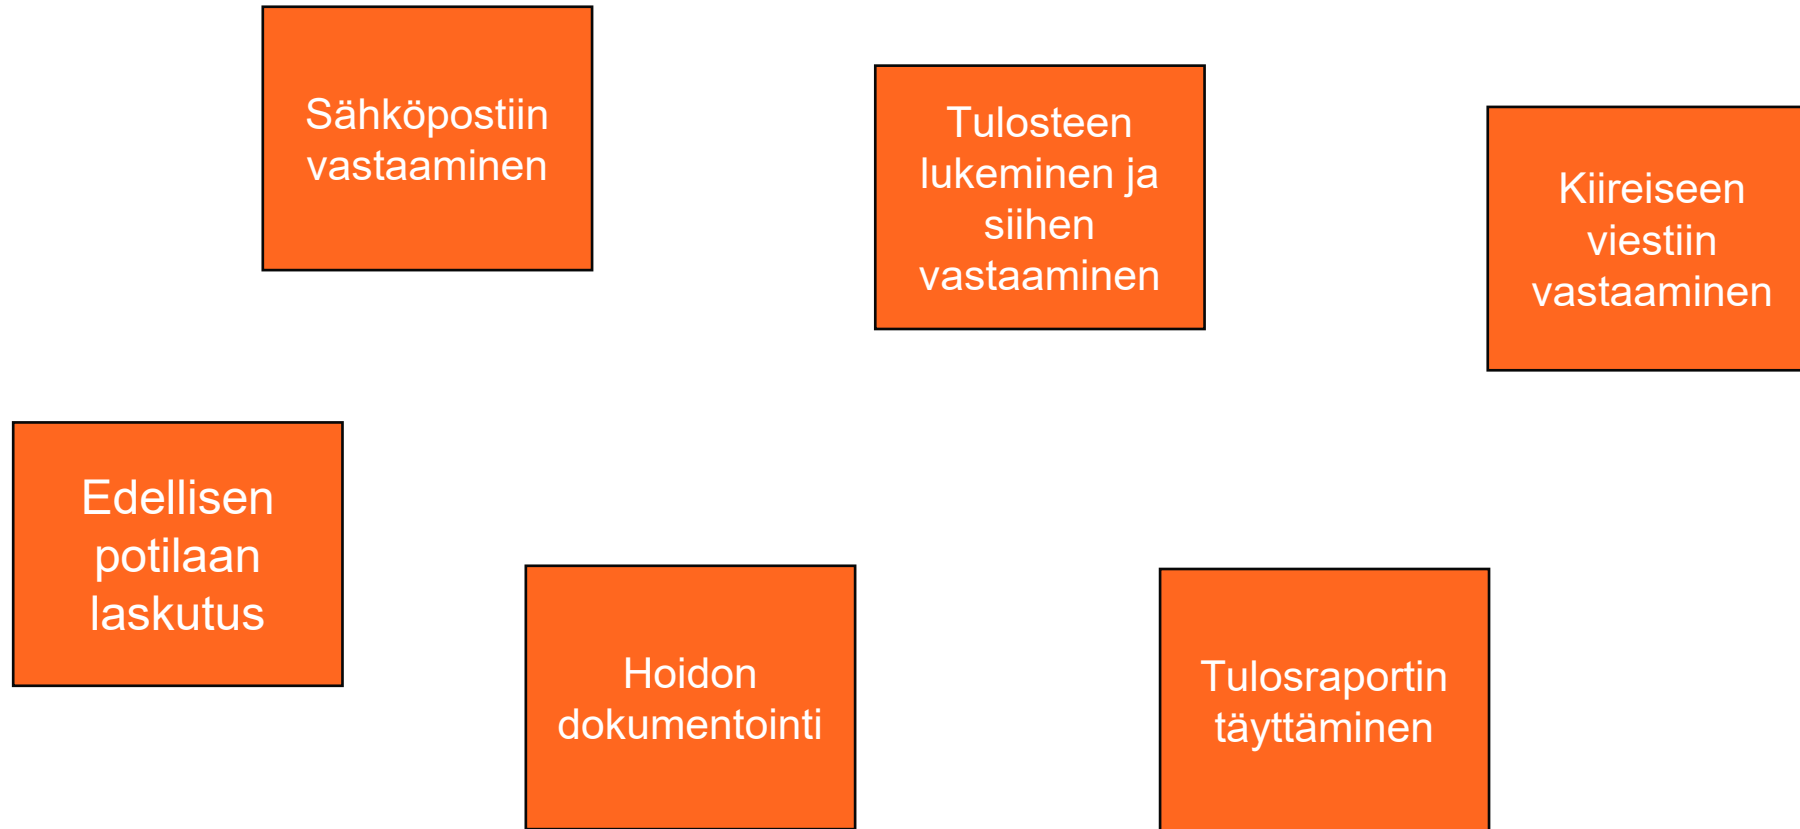 Sähköpostiin
vastaaminen
Tulosteen
lukeminen ja
siihen
vastaaminen
Kiireiseen
viestiin
vastaaminen
Edellisen
potilaan
laskutus
Hoidon
dokumentointi
Tulosraportin
täyttäminen